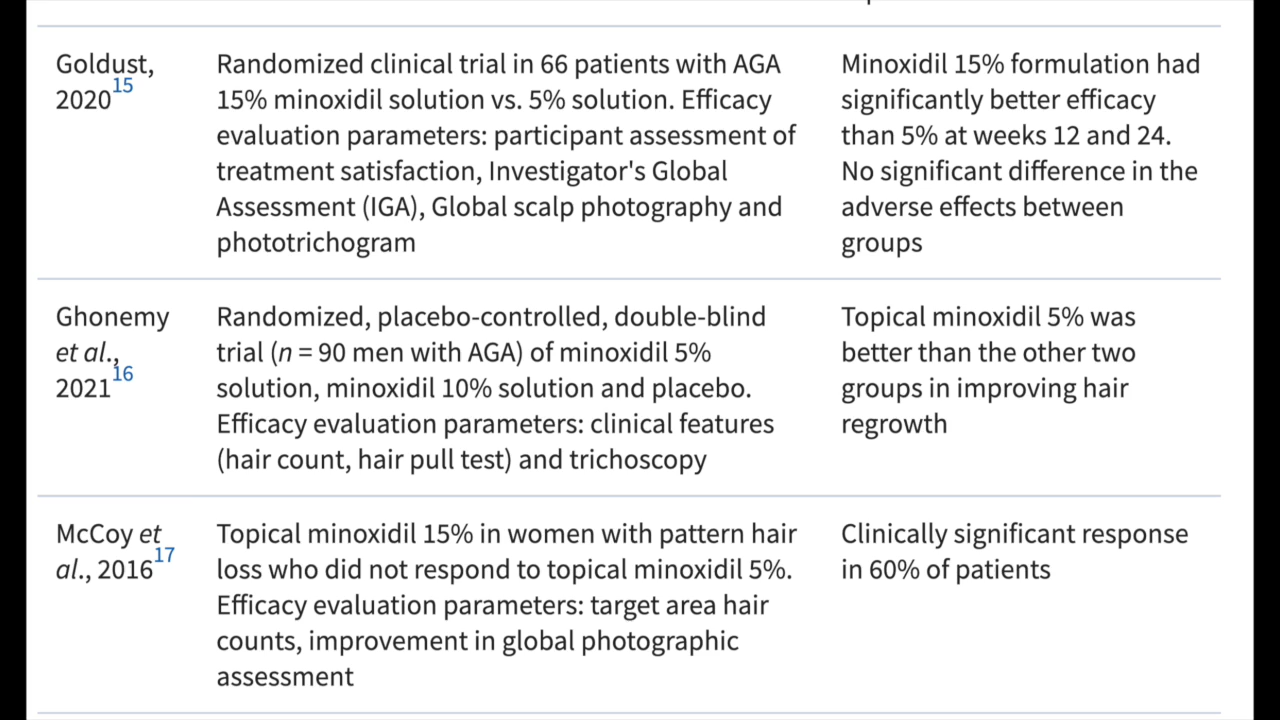 Goldust,
202015
Randomized clinical trial in 66 patients with AGA
15% minoxidil solution vs. 5% solution. Efficacy
evaluation parameters: participant assessment of
treatment satisfaction, Investigator's Global
Assessment (IGA), Global scalp photography and
phototrichogram
Minoxidil 15% formulation had
significantly better efficacy
than 5% at weeks 12 and 24.
No significant difference in the
adverse effects between
groups
Ghonemy
et al.,
202116
Randomized, placebo-controlled, double-blind
trial (n = 90 men with AGA) of minoxidil 5%
solution, minoxidil 10% solution and placebo.
Efficacy evaluation parameters: clinical features
(hair count, hair pull test) and trichoscopy
Topical minoxidil 5% was
better than the other two
groups in improving hair
regrowth
McCoy et
al., 201617
Topical minoxidil 15% in women with pattern hair
loss who did not respond to topical minoxidil 5%.
Efficacy evaluation parameters: target area hair
counts, improvement in global photographic
assessment
Clinically significant response
in 60% of patients